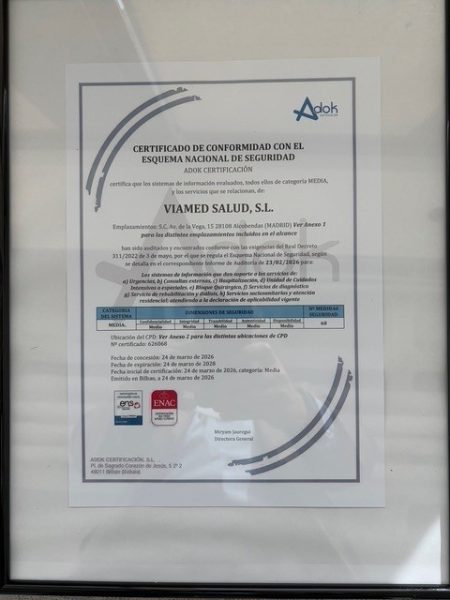 Adok
CERTIFICADO DE CONFORMIDAD CON EL
ESQUEMA NACIONAL DE SEGURIDAD
ADOK CERTIFICACIÓN
certifica que los sistemas de información evaluados, todos ellos de categoría MEDIA,
y los servicios que se relacionan, de:
VIAMED SALUD, S.L.
Emplazamientos: S.C. Av. de la Vega, 15 28108 Alcobendas (MADRID) Ver Anexo 1
para los distintos emplazamientos incluidos en el alcance
han sido auditados y encontrados conforme con las exigencias del Real Decreto
311/2022 de 3 de mayo, por el que se regula el Esquema Nacional de Seguridad, según
se detalla en el correspondiente Informe de Auditoría de 23/02/2026 para:
Los sistemas de información que dan soporte a los servicios de:
a) Urgencias, b) Consultas externas, c) Hospitalización, d) Unidad de Cuidados
Intensivos o especiales, e) Bloque Quirúrgico, f) Servicios de diagnóstico
g) Servicio de rehabilitación y diálisis, h) Servicios sociosanitarios y atención
residencial; atendiendo a la declaración de aplicabilidad vigente
CATEGORÍA DEL SISTEMA DIMENSIONES DE SEGURIDAD Nº MEDIDAS SEGURIDAD
Confidencialidad Integridad Trazabilidad Autenticidad Disponibilidad
MEDIA Medio Medio Medio Medio Medio 68
Ubicación del CPD: Ver Anexo 2 para las distintas ubicaciones de CPD
Nº certificado: 626068
Fecha de concesión: 24 de marzo de 2026
Fecha de expiración: 24 de marzo de 2028
Fecha inicial de certificación: 24 de marzo de 2026, categoría: Media
Emitido en Bilbao, a 24 de marzo de 2026
ens
ENAC
Miryam Jauregui
Directora General
ADOK CERTIFICACIÓN, S.L.
Pl. de Sagrado Corazón de Jesús, 5 2º 2
48011 Bilbao (Bizkaia)